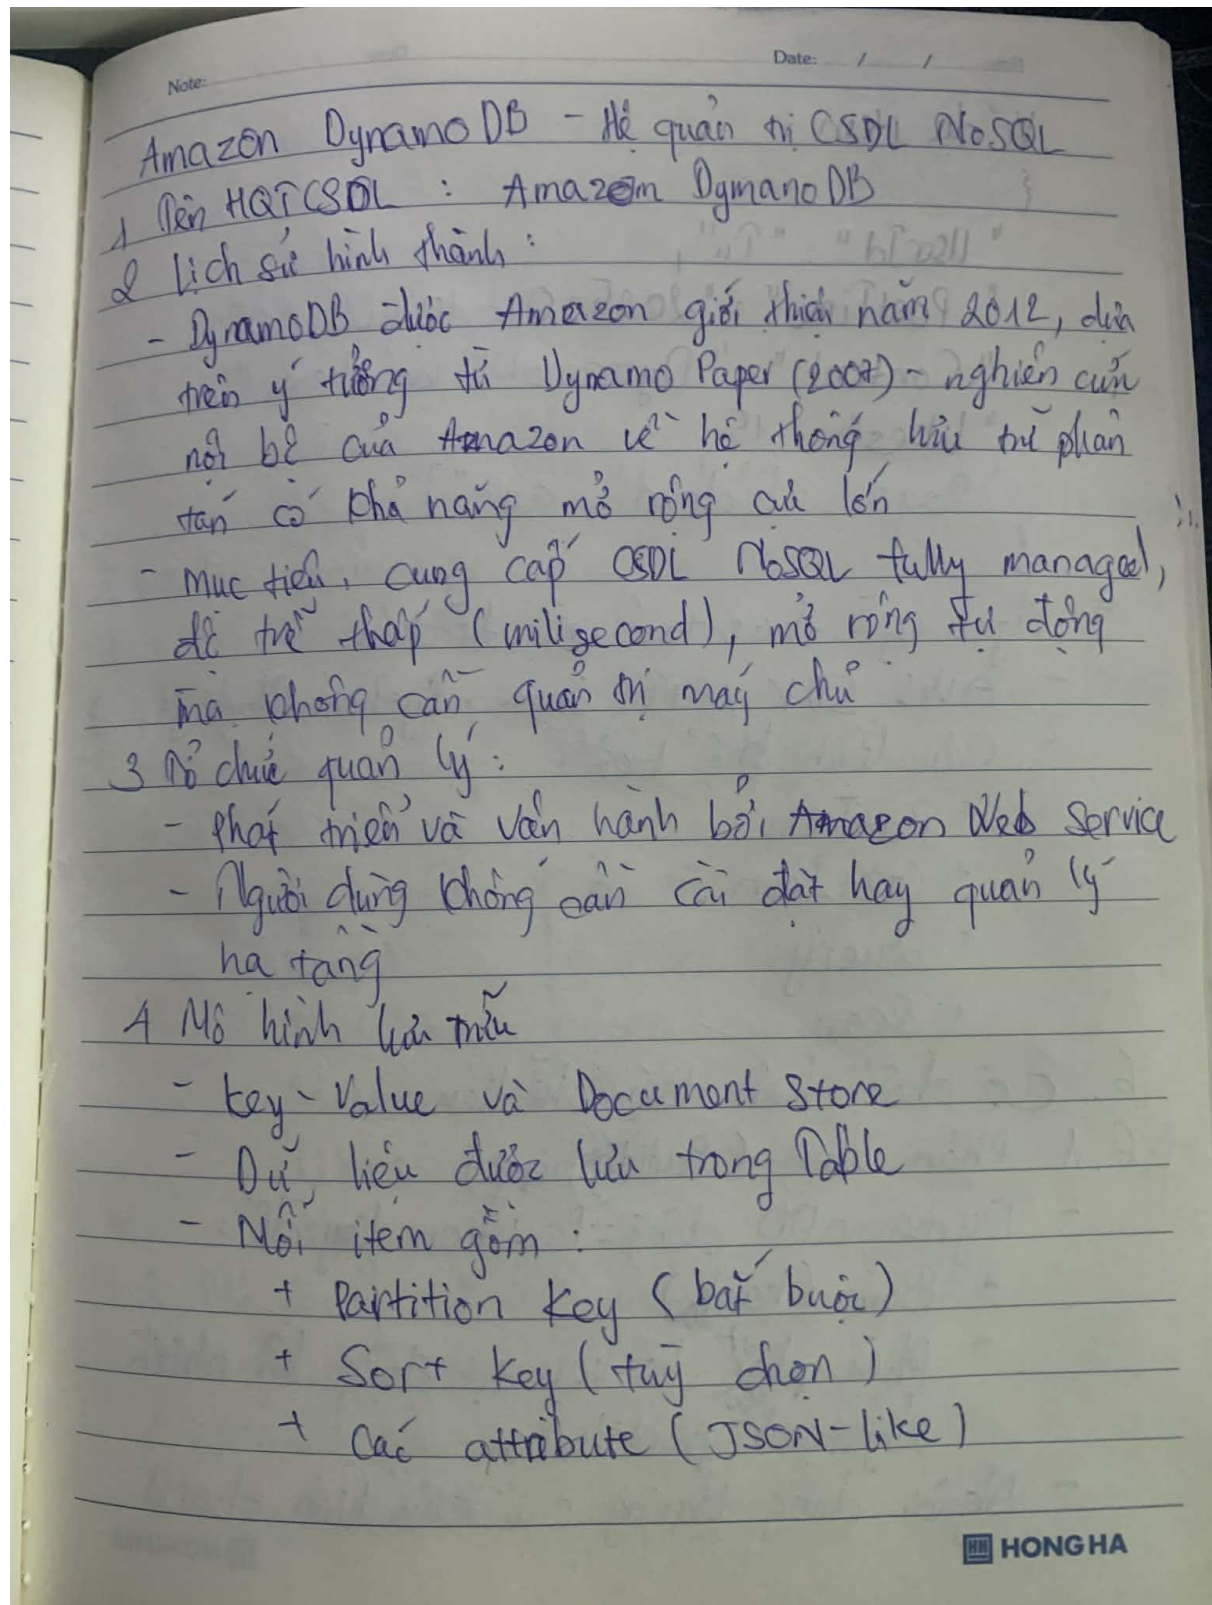 Note:
Date: / /
Amazon DynamoDB - Hệ quản trị CSDL NoSQL
1 Tên HQTCSDL : Amazom DymanoDB
2 Lịch sử hình thành :
- DynamoDB được Amazon giới thiệu năm 2012, dựa
trên ý tưởng từ Dynamo Paper (2007) - nghiên cứu
nội bộ của Amazon về hệ thống lưu trữ phân
tán có khả năng mở rộng cực lớn
- Mục tiêu, cung cấp CSDL NoSQL fully managed,
độ trễ thấp (milisecond), mở rộng tự động
mà không cần quản trị máy chủ
3 Tổ chức quản lý :
- Phát triển và vận hành bởi Amazon Web Service
- Người dùng không cần cài đặt hay quản lý
hạ tầng
4 Mô hình lưu trữ
- Key-Value và Document Store
- Dữ liệu được lưu trong Table
- Mỗi item gồm :
+ Partition Key (bắt buộc)
+ Sort Key (tuỳ chọn)
+ Các attribute (JSON-like)
HONG HA